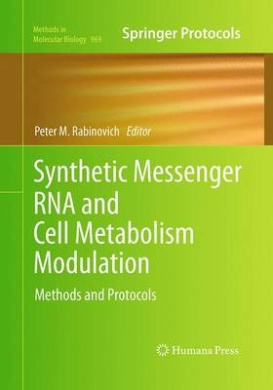 Methods in
Molecular Biology 969
Springer Protocols
Peter M. Rabinovich Editor
Synthetic Messenger
RNA and
Cell Metabolism
Modulation
Methods and Protocols
Humana Press